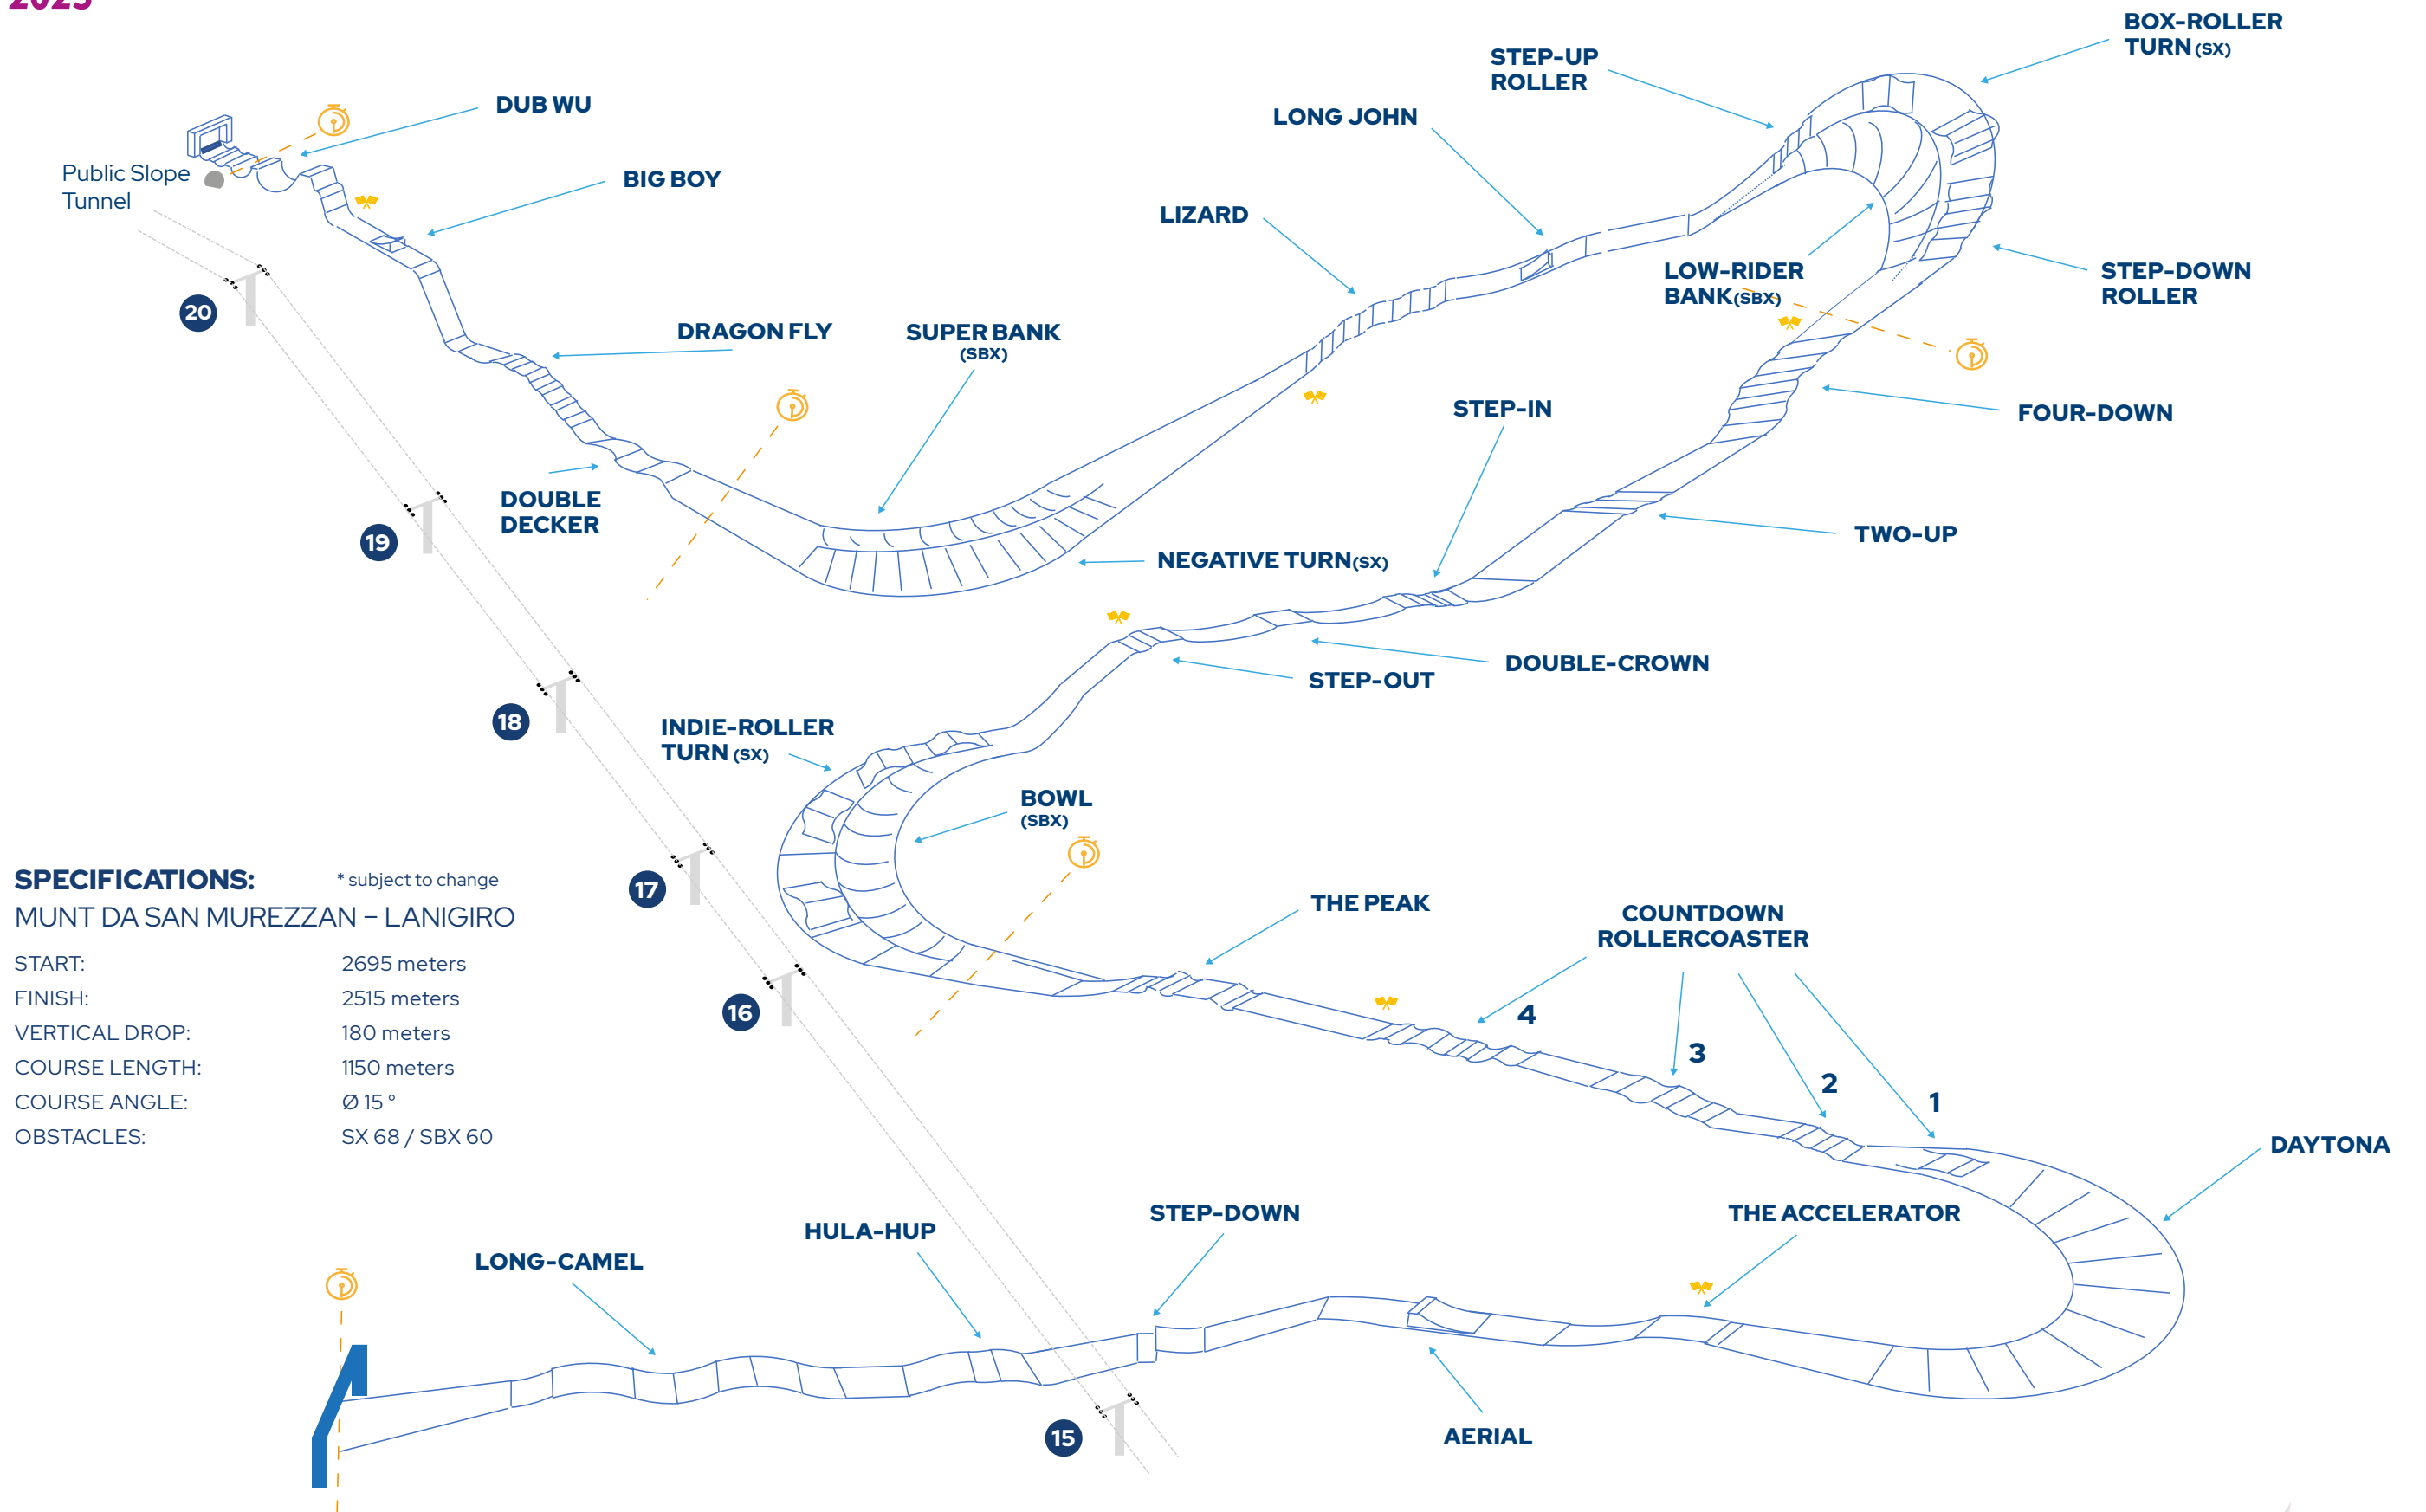 DUB WU
Public Slope
Tunnel
BIG BOY
DRAGON FLY
SUPER BANK
(SBX)
DOUBLE
DECKER
NEGATIVE TURN(SX)
LIZARD
LONG JOHN
STEP-UP
ROLLER
BOX-ROLLER
TURN (SX)
LOW-RIDER
BANK(SBX)
STEP-DOWN
ROLLER
FOUR-DOWN
TWO-UP
STEP-IN
DOUBLE-CROWN
STEP-OUT
INDIE-ROLLER
TURN (SX)
BOWL
(SBX)
THE PEAK
COUNTDOWN
ROLLERCOASTER
4
3
2
1
DAYTONA
THE ACCELERATOR
AERIAL
STEP-DOWN
HULA-HUP
LONG-CAMEL
20
19
18
17
16
15
SPECIFICATIONS: * subject to change
MUNT DA SAN MUREZZAN – LANIGIRO
START: 2695 meters
FINISH: 2515 meters
VERTICAL DROP: 180 meters
COURSE LENGTH: 1150 meters
COURSE ANGLE: Ø 15 °
OBSTACLES: SX 68 / SBX 60